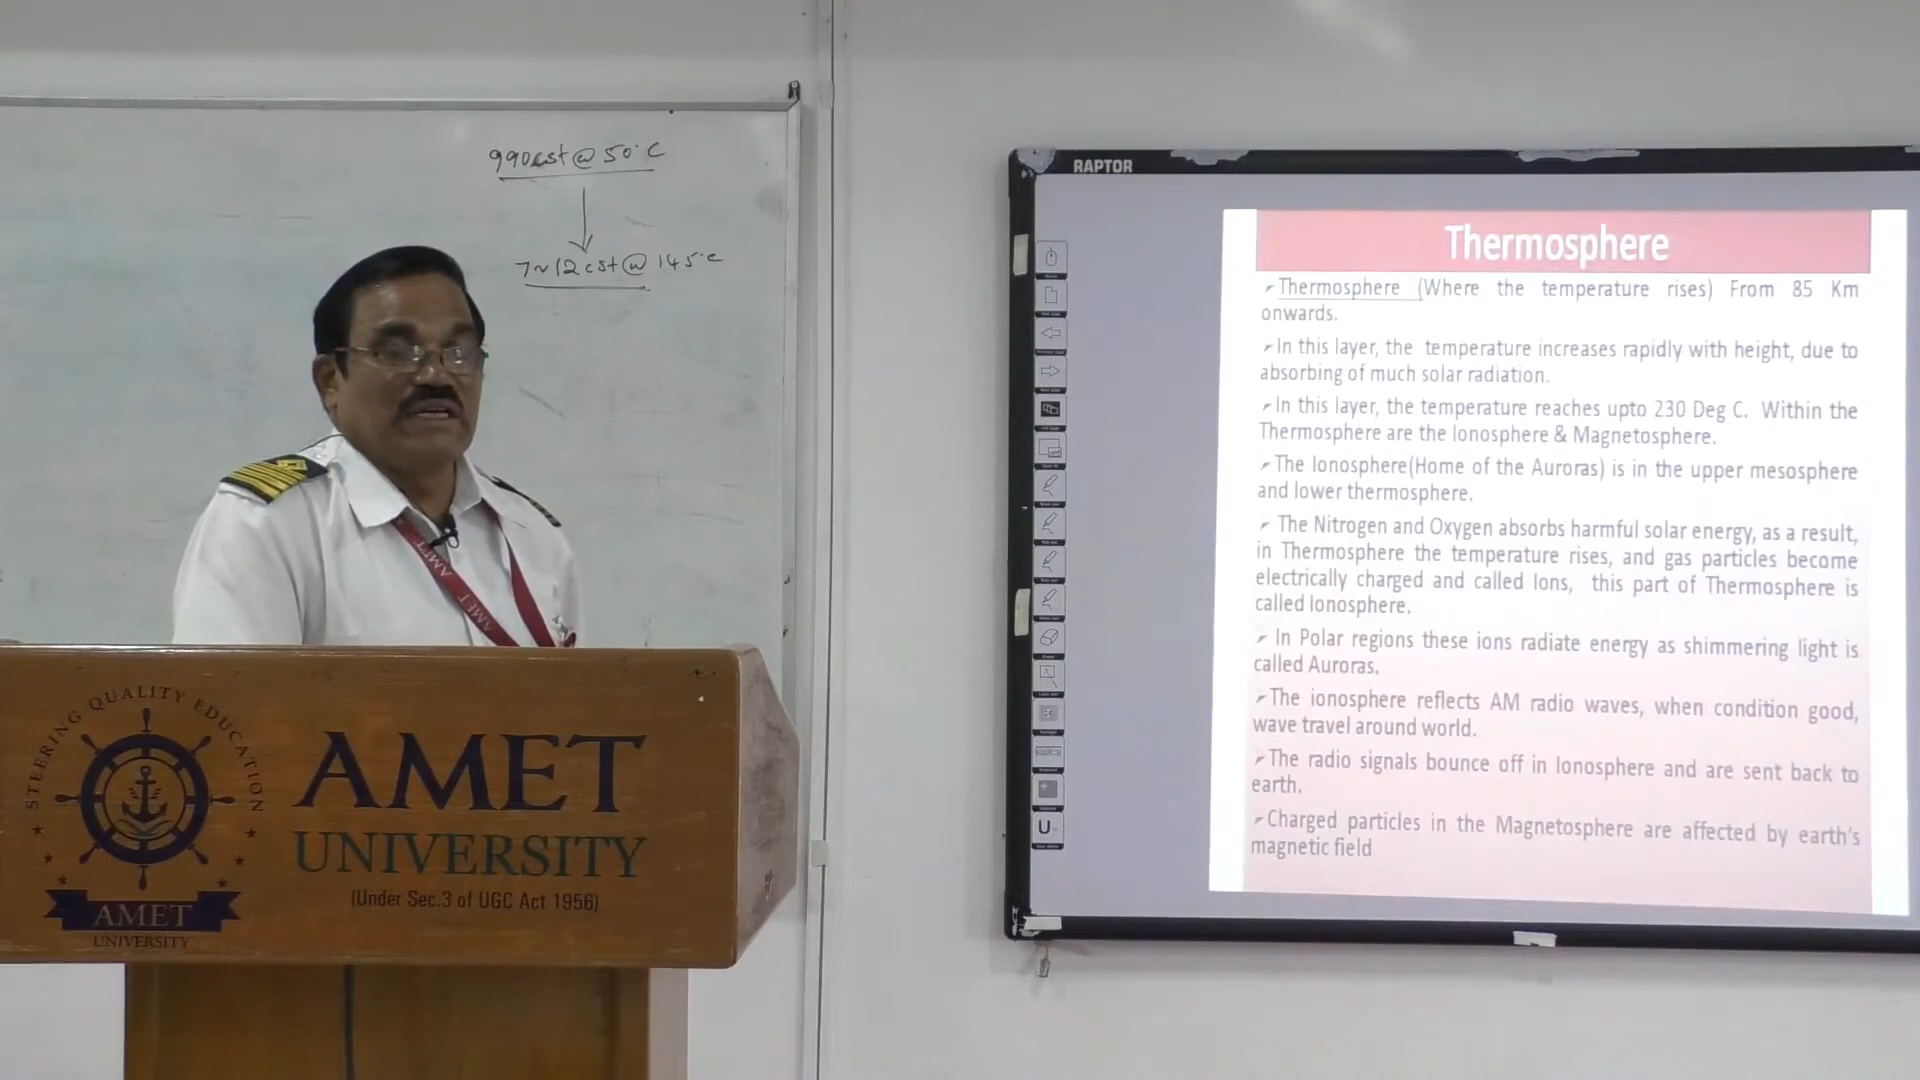 990cst @ 50°C
7~12cst @ 145°C
AMET
AMET
STEERING QUALITY EDUCATION
AMET
UNIVERSITY
AMET
UNIVERSITY
(Under Sec.3 of UGC Act 1956)
RAPTOR
U
Thermosphere
Thermosphere (Where the temperature rises) From 85 Km
onwards.
In this layer, the temperature increases rapidly with height, due to
absorbing of much solar radiation.
In this layer, the temperature reaches upto 230 Deg C. Within the
Thermosphere are the Ionosphere & Magnetosphere.
The Ionosphere(Home of the Auroras) is in the upper mesosphere
and lower thermosphere.
The Nitrogen and Oxygen absorbs harmful solar energy, as a result,
in Thermosphere the temperature rises, and gas particles become
electrically charged and called Ions, this part of Thermosphere is
called Ionosphere.
In Polar regions these ions radiate energy as shimmering light is
called Auroras.
The ionosphere reflects AM radio waves, when condition good,
wave travel around world.
The radio signals bounce off in Ionosphere and are sent back to
earth.
Charged particles in the Magnetosphere are affected by earth's
magnetic field